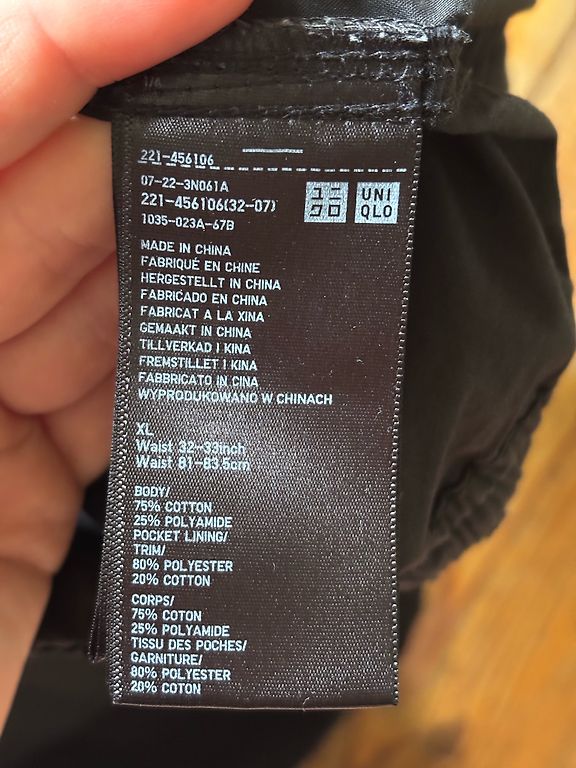 221-456106
07-22-3N061A
221-456106(32-07)
1035-023A-67B
UNI
QLO
MADE IN CHINA
FABRIQUÉ EN CHINE
HERGESTELLT IN CHINA
FABRICADO EN CHINA
FABRICAT A LA XINA
GEMAAKT IN CHINA
TILLVERKAD I KINA
FREMSTILLET I KINA
FABBRICATO IN CINA
WYPRODUKOWANO W CHINACH
XL
Waist 32-33inch
Waist 81-83.5cm
BODY/
75% COTTON
25% POLYAMIDE
POCKET LINING/
TRIM/
80% POLYESTER
20% COTTON
CORPS/
75% COTON
25% POLYAMIDE
TISSU DES POCHES/
GARNITURE/
80% POLYESTER
20% COTON